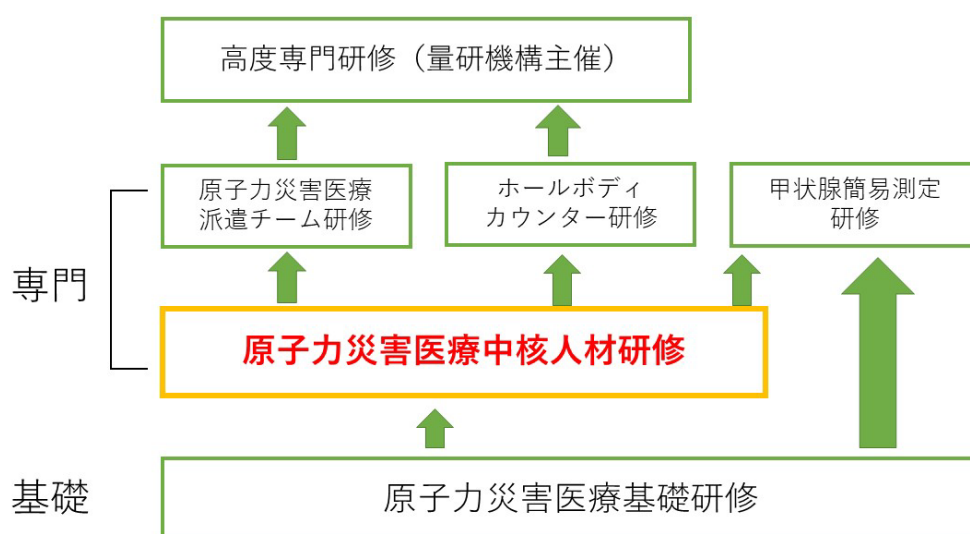 高度専門研修（量研機構主催）
原子力災害医療
派遣チーム研修
ホールボディ
カウンター研修
甲状腺簡易測定
研修
専門
原子力災害医療中核人材研修
基礎
原子力災害医療基礎研修